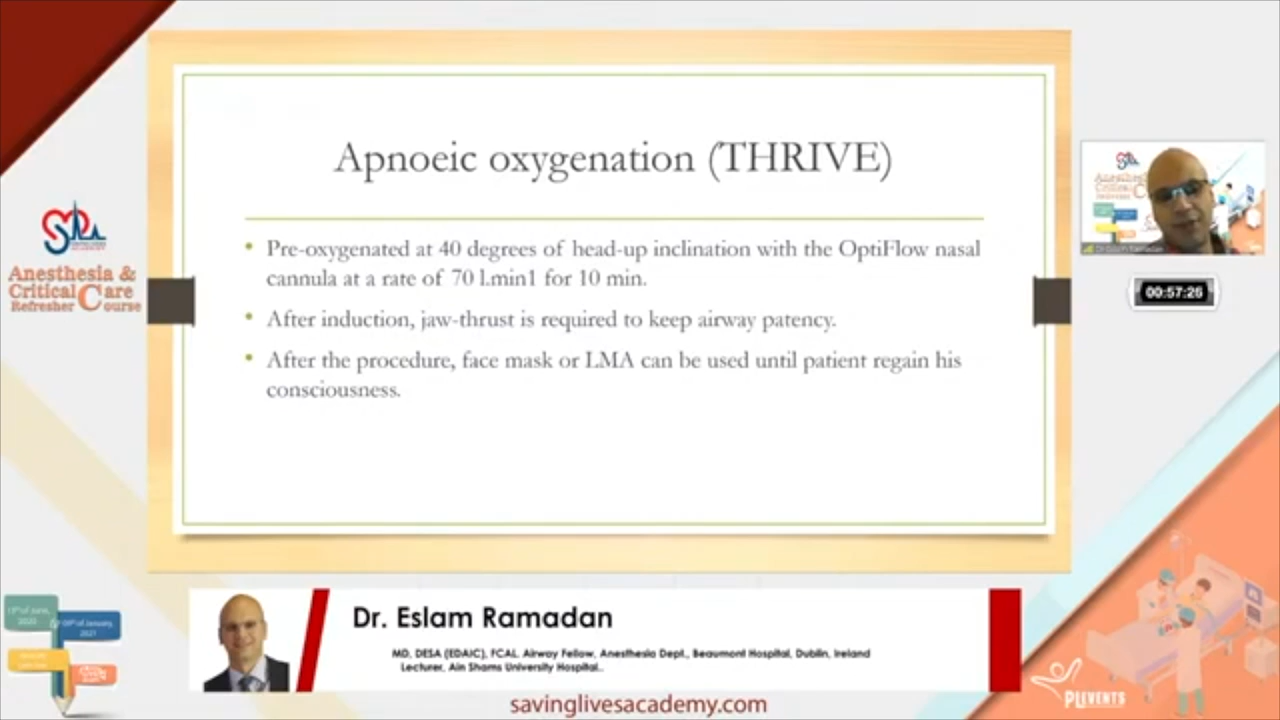 Apnoeic oxygenation (THRIVE)
• Pre-oxygenated at 40 degrees of head-up inclination with the OptiFlow nasal
cannula at a rate of 70 l.min1 for 10 min.
• After induction, jaw-thrust is required to keep airway patency.
• After the procedure, face mask or LMA can be used until patient regain his
consciousness.
Anesthesia &
Critical Care
Refresher Course
00:57:26
Dr. Eslam Ramadan
MD, DESA (EDAIC), FCAI, Airway Fellow, Anesthesia Dept., Beaumont Hospital, Dublin, Ireland
Lecturer, Ain Shams University Hospital..
savinglivesacademy.com
PLEVENTS